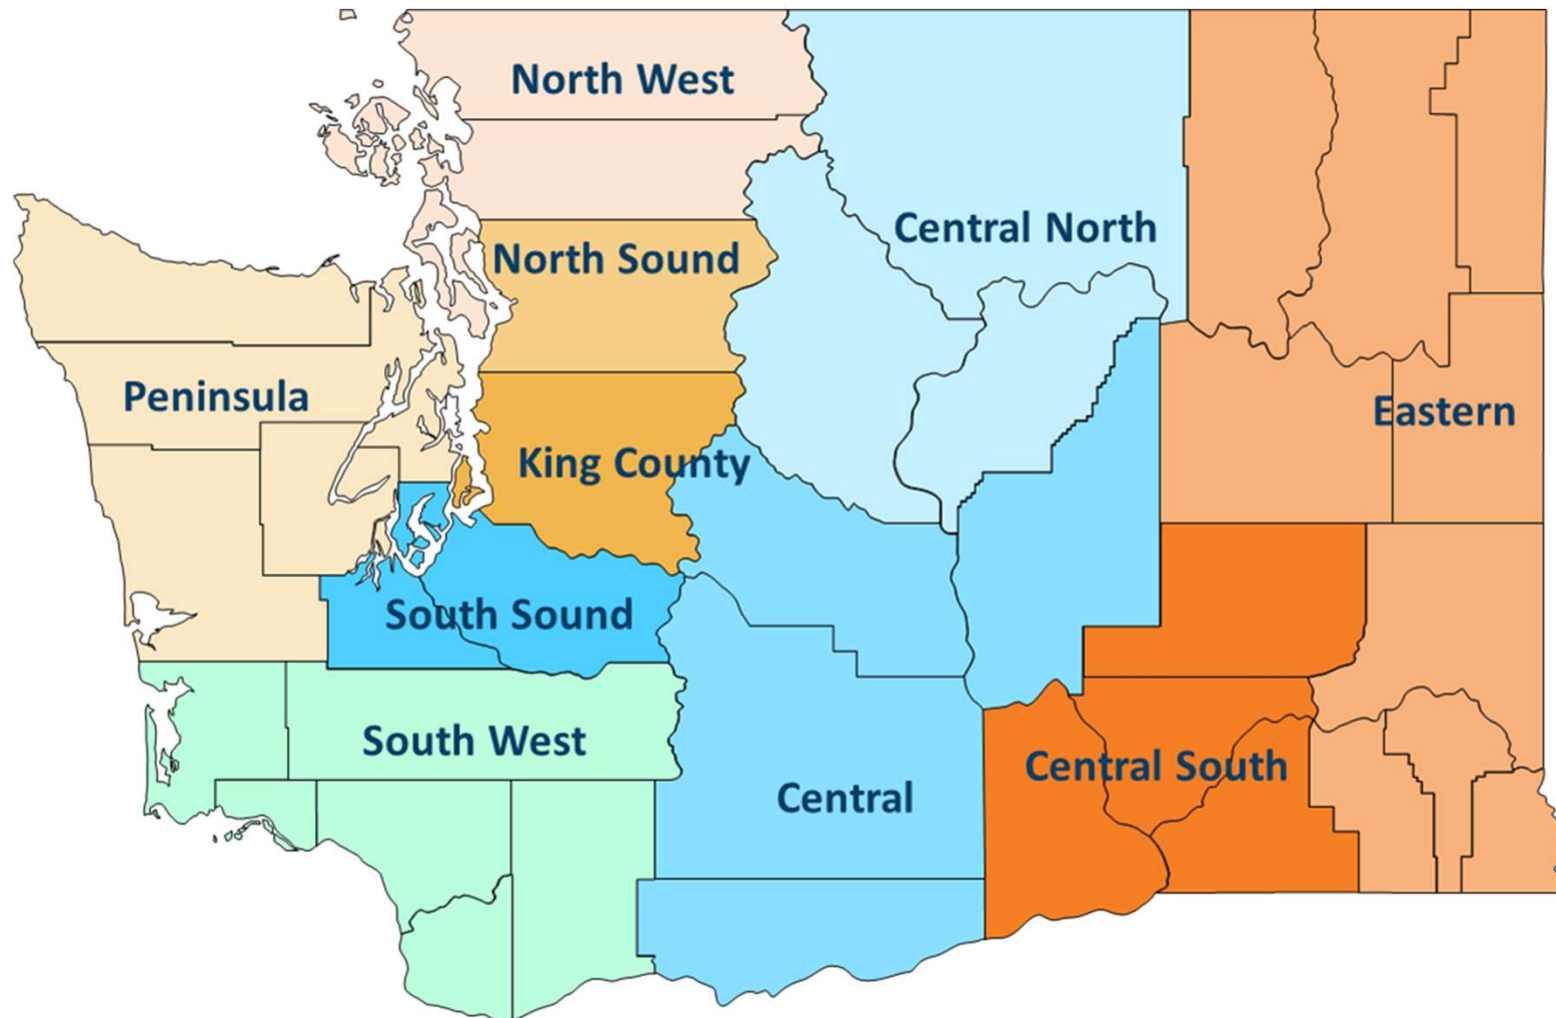 North West
Central North
North Sound
Peninsula
Eastern
King County
South Sound
South West
Central South
Central